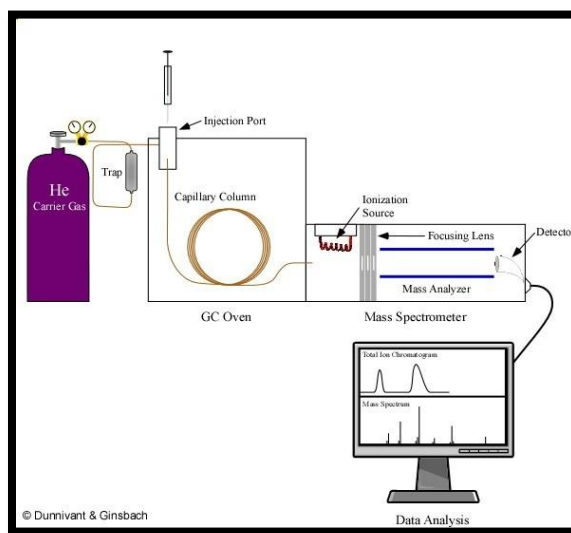 Injection Port
He
Carrier Gas
Trap
Capillary Column
Ionization
Source
Focusing Lens
Detecto
Mass Analyzer
GC Oven
Mass Spectrometer
Total Ion Chromatogram
Mass Spectrum
© Dunnivant & Ginsbach
Data Analysis